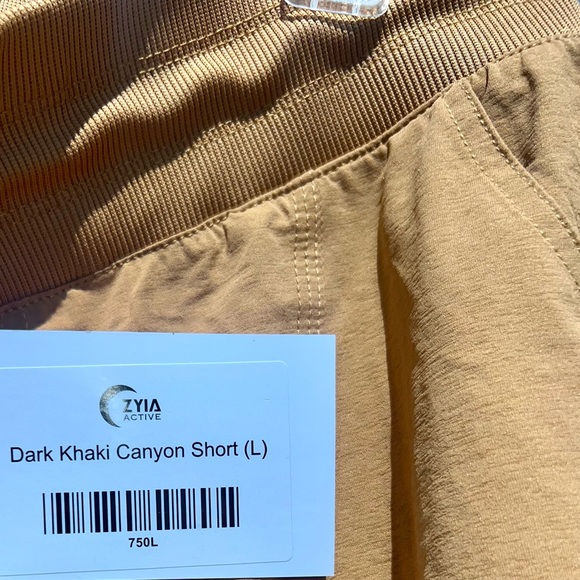 ZYIA
ACTIVE
Dark Khaki Canyon Short (L)
750L